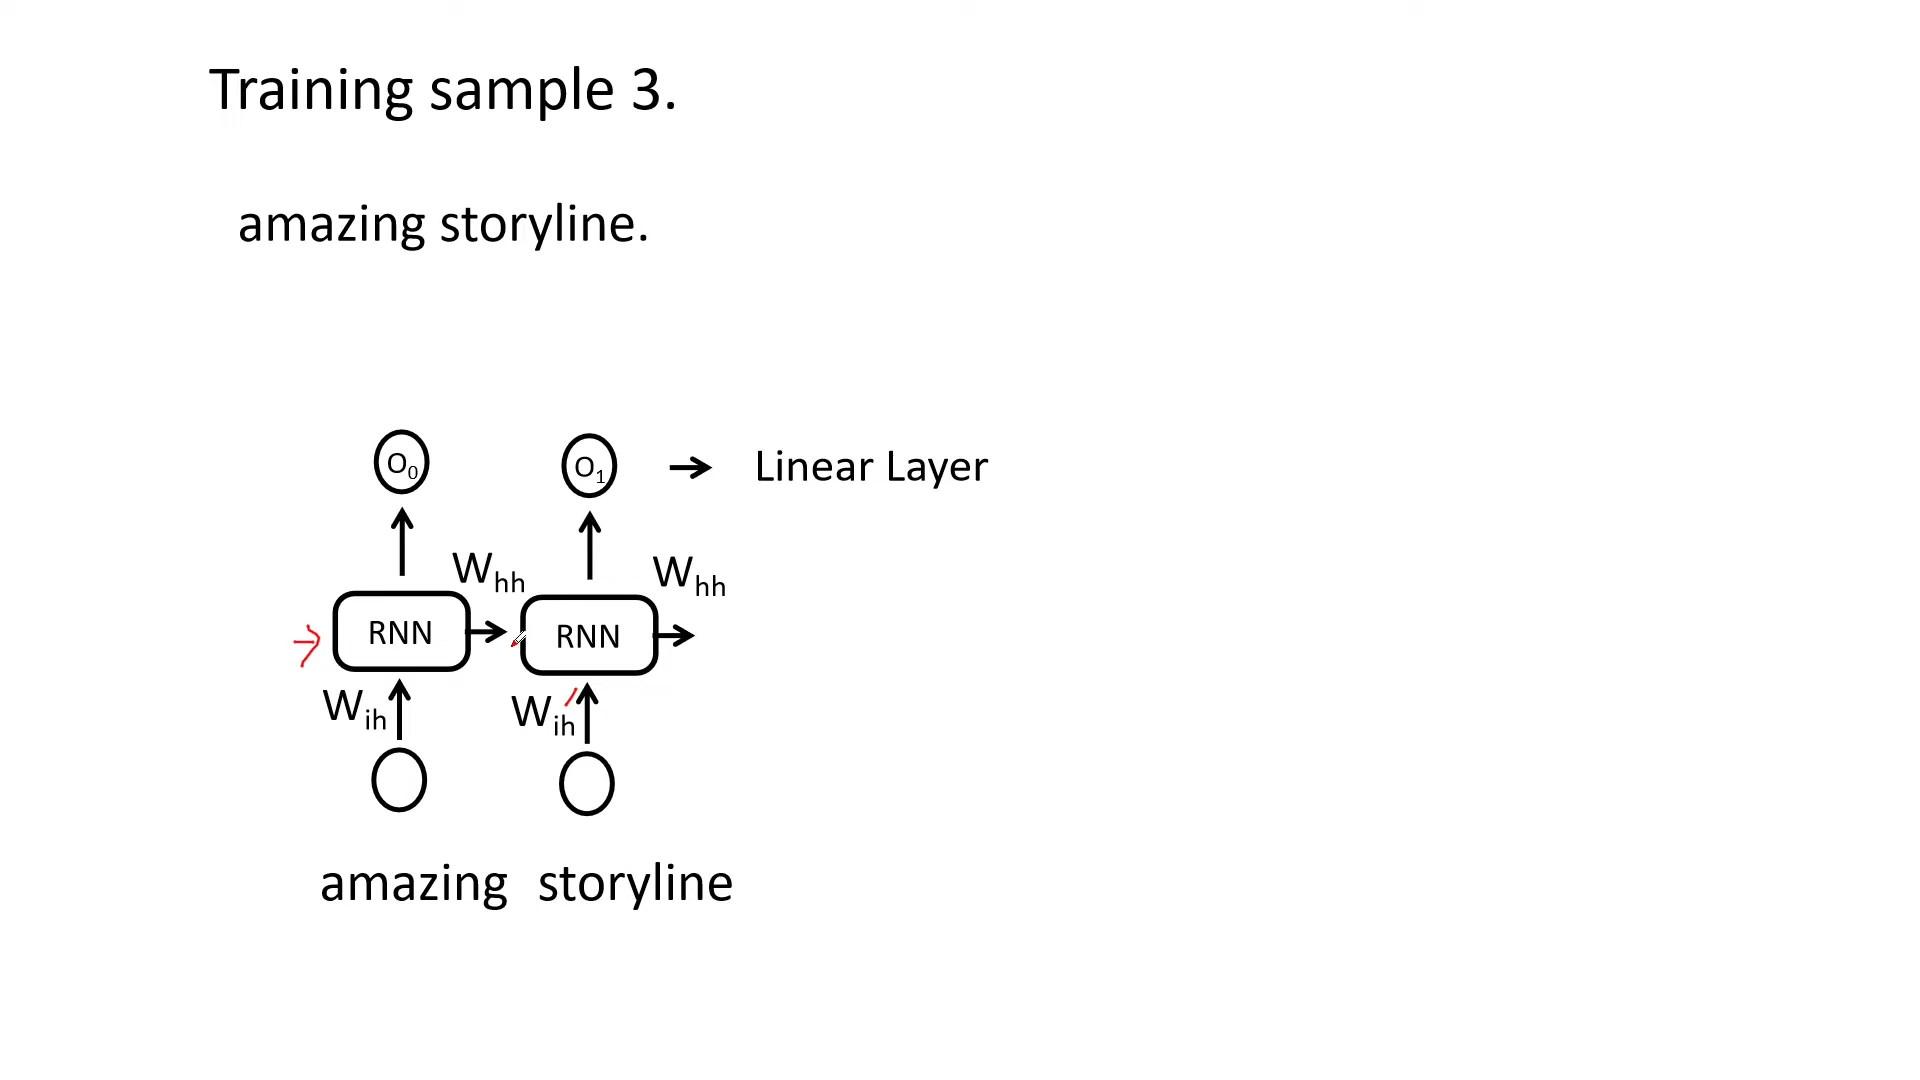 Training sample 3.
amazing storyline.
O0 O1 Linear Layer
Whh Whh
RNN RNN
Wih Wih
amazing storyline